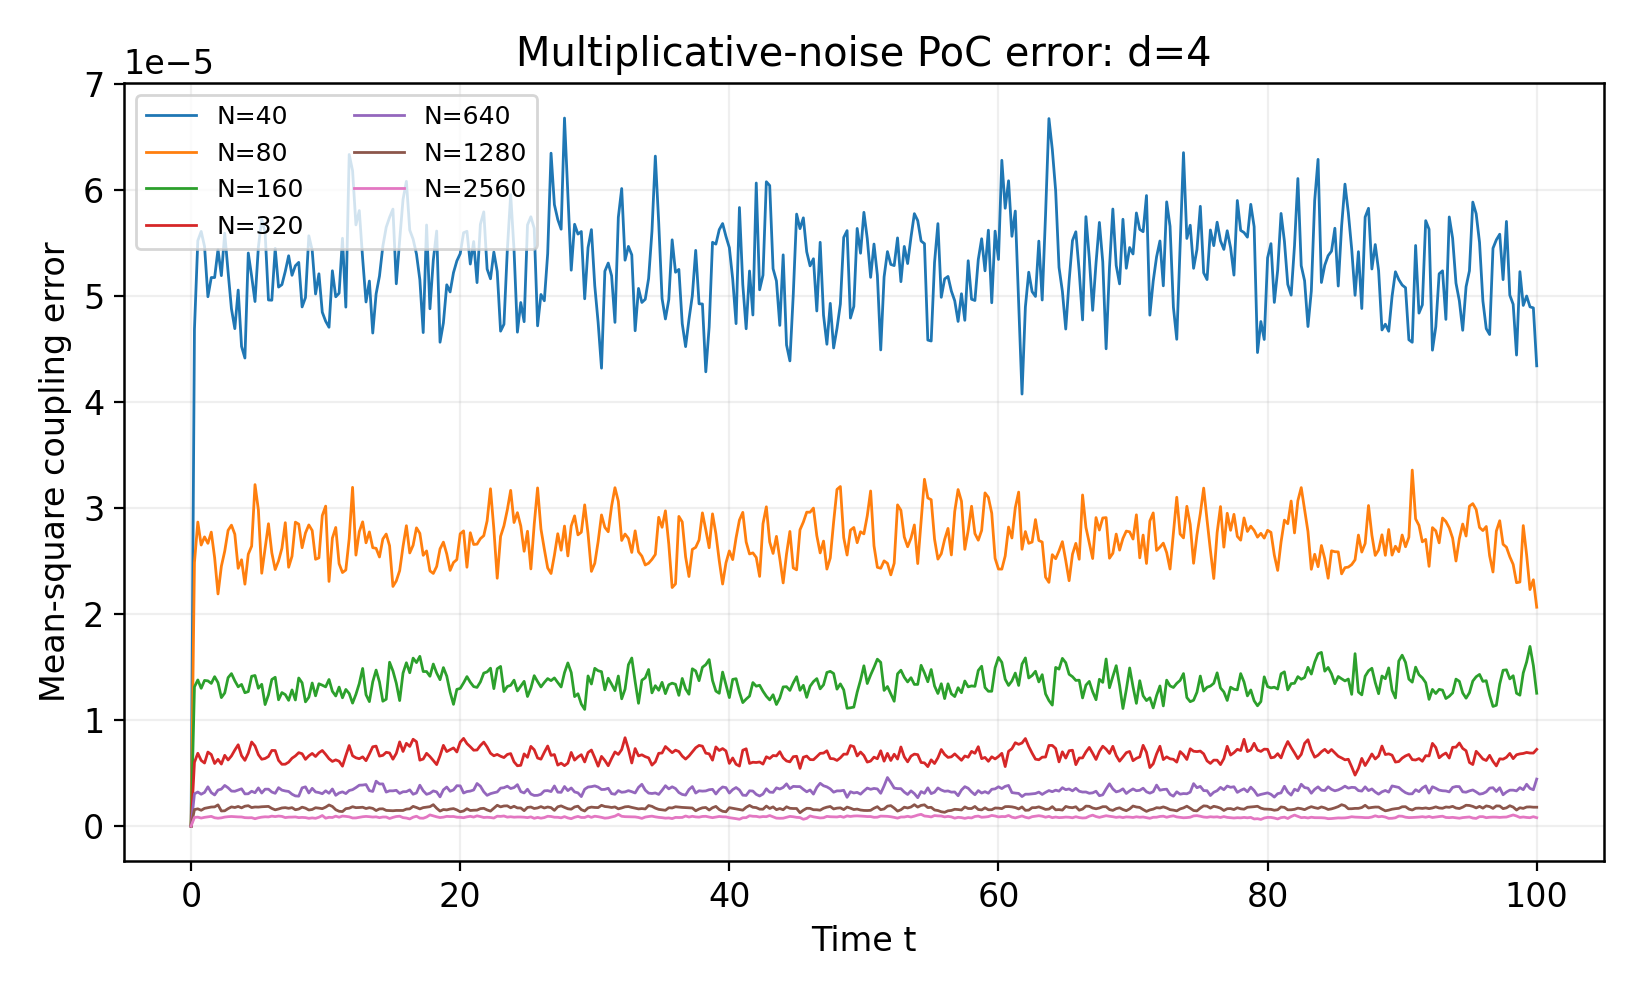 Multiplicative-noise PoC error: d=4
1e−5
7
6
5
4
3
2
1
0
Mean-square coupling error
N=40
N=80
N=160
N=320
N=640
N=1280
N=2560
0 20 40 60 80 100
Time t